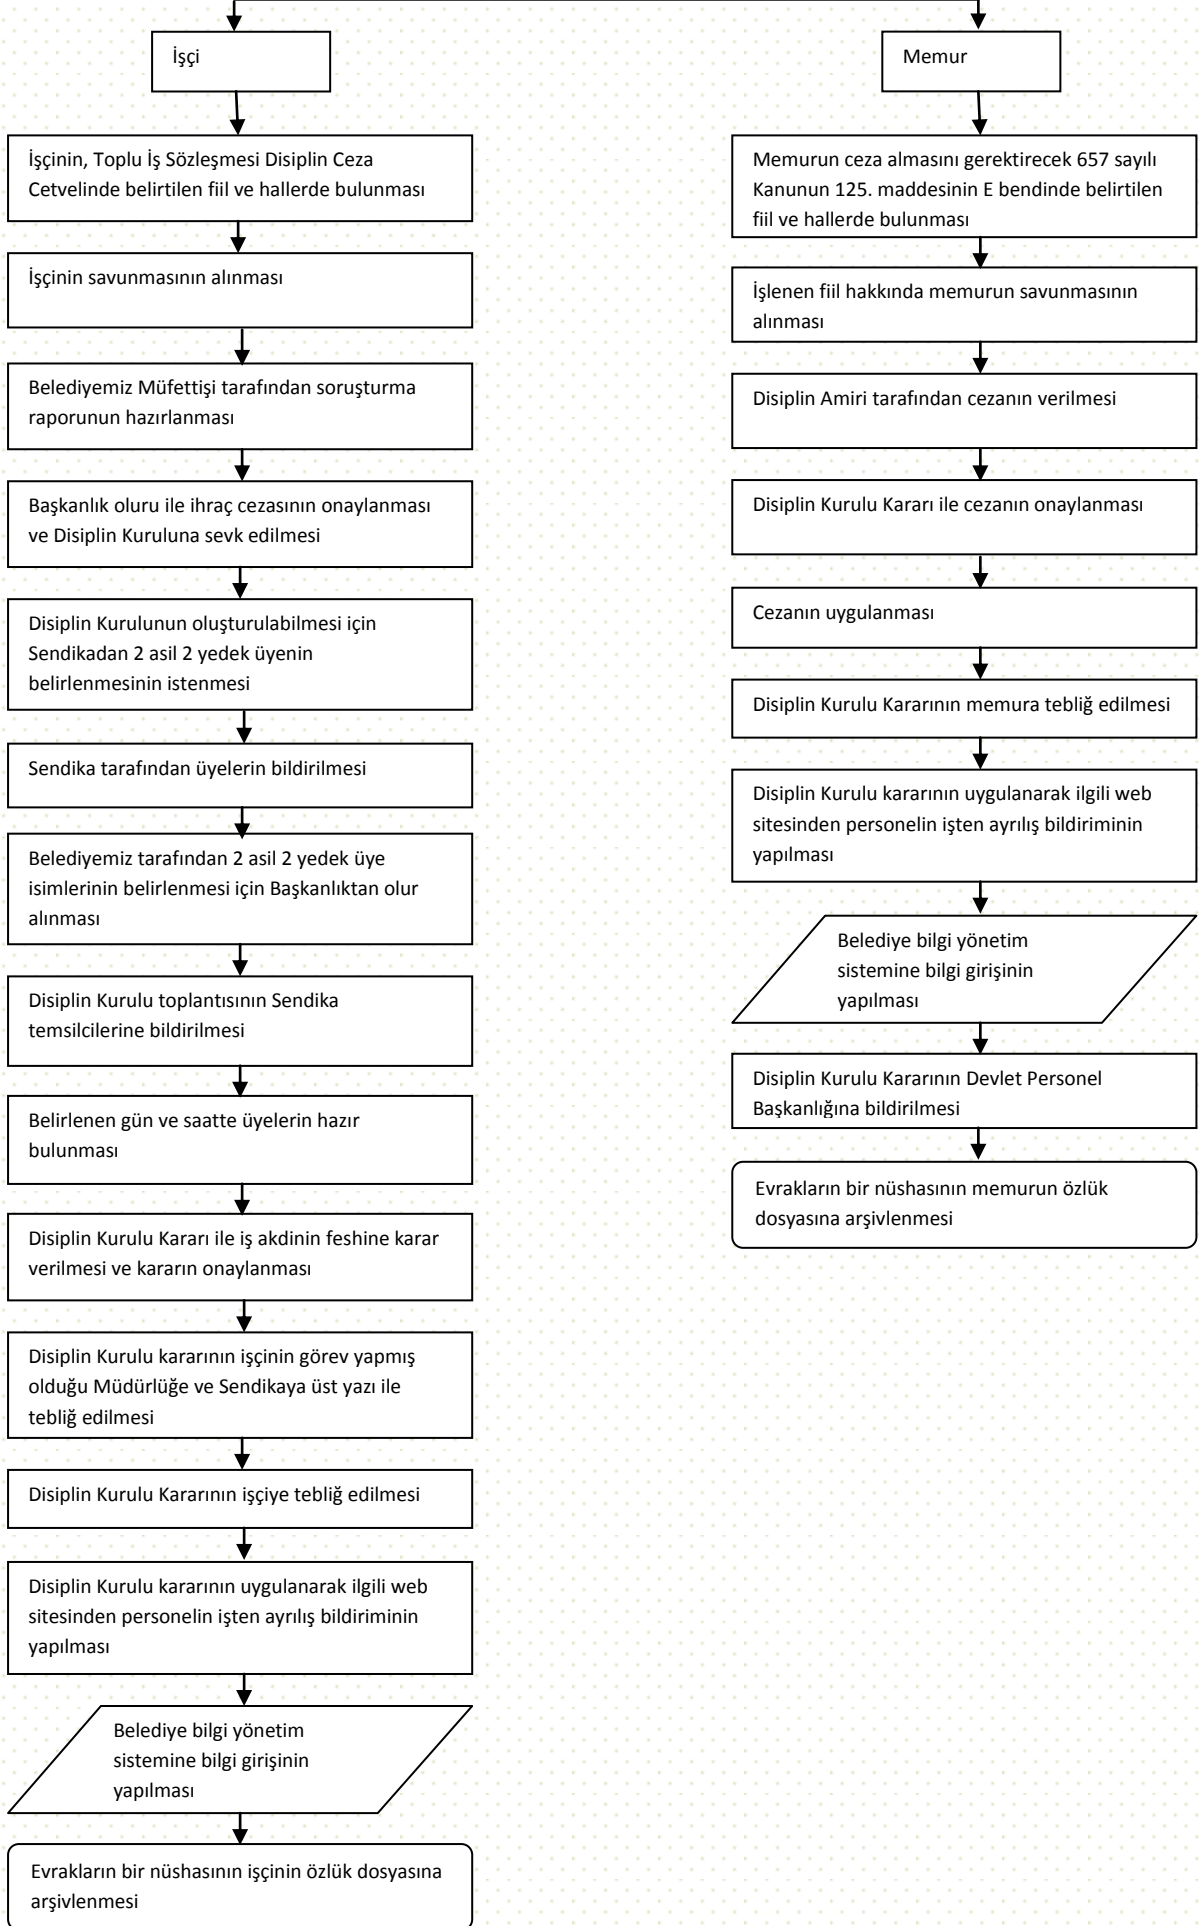 İşçi
İşçinin, Toplu İş Sözleşmesi Disiplin Ceza
Cetvelinde belirtilen fiil ve hallerde bulunması
İşçinin savunmasının alınması
Belediyemiz Müfettişi tarafından soruşturma
raporunun hazırlanması
Başkanlık oluru ile ihraç cezasının onaylanması
ve Disiplin Kuruluna sevk edilmesi
Disiplin Kurulunun oluşturulabilmesi için
Sendikadan 2 asil 2 yedek üyenin
belirlenmesinin istenmesi
Sendika tarafından üyelerin bildirilmesi
Belediyemiz tarafından 2 asil 2 yedek üye
isimlerinin belirlenmesi için Başkanlıktan olur
alınması
Disiplin Kurulu toplantısının Sendika
temsilcilerine bildirilmesi
Belirlenen gün ve saatte üyelerin hazır
bulunması
Disiplin Kurulu Kararı ile iş akdinin feshine karar
verilmesi ve kararın onaylanması
Disiplin Kurulu kararının işçinin görev yapmış
olduğu Müdürlüğe ve Sendikaya üst yazı ile
tebliğ edilmesi
Disiplin Kurulu Kararının işçiye tebliğ edilmesi
Disiplin Kurulu kararının uygulanarak ilgili web
sitesinden personelin işten ayrılış bildiriminin
yapılması
Belediye bilgi yönetim
sistemine bilgi girişinin
yapılması
Evrakların bir nüshasının işçinin özlük dosyasına
arşivlenmesi
Memur
Memurun ceza almasını gerektirecek 657 sayılı
Kanunun 125. maddesinin E bendinde belirtilen
fiil ve hallerde bulunması
İşlenen fiil hakkında memurun savunmasının
alınması
Disiplin Amiri tarafından cezanın verilmesi
Disiplin Kurulu Kararı ile cezanın onaylanması
Cezanın uygulanması
Disiplin Kurulu Kararının memura tebliğ edilmesi
Disiplin Kurulu kararının uygulanarak ilgili web
sitesinden personelin işten ayrılış bildiriminin
yapılması
Belediye bilgi yönetim
sistemine bilgi girişinin
yapılması
Disiplin Kurulu Kararının Devlet Personel
Başkanlığına bildirilmesi
Evrakların bir nüshasının memurun özlük
dosyasına arşivlenmesi